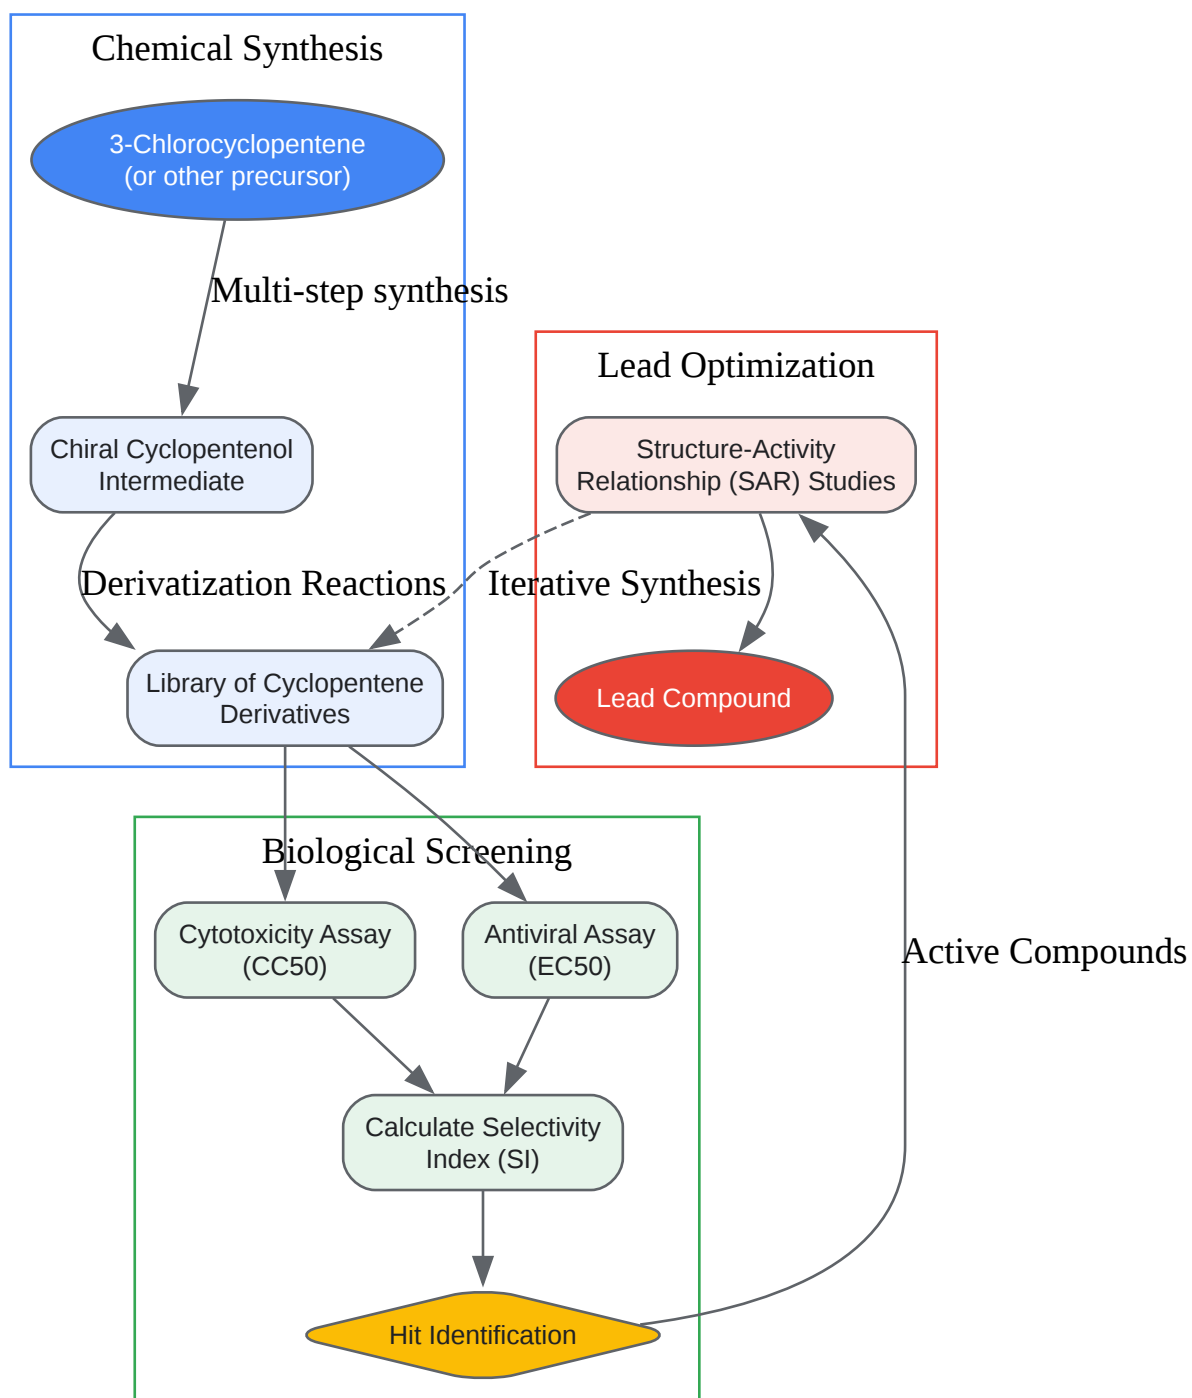 Chemical Synthesis
3-Chlorocyclopentene
(or other precursor)
Multi-step synthesis
Chiral Cyclopentenol
Intermediate
Derivatization Reactions
Library of Cyclopentene
Derivatives
Lead Optimization
Structure-Activity
Relationship (SAR) Studies
Iterative Synthesis
Lead Compound
Biological Screening
Cytotoxicity Assay
(CC50)
Antiviral Assay
(EC50)
Active Compounds
Calculate Selectivity
Index (SI)
Hit Identification